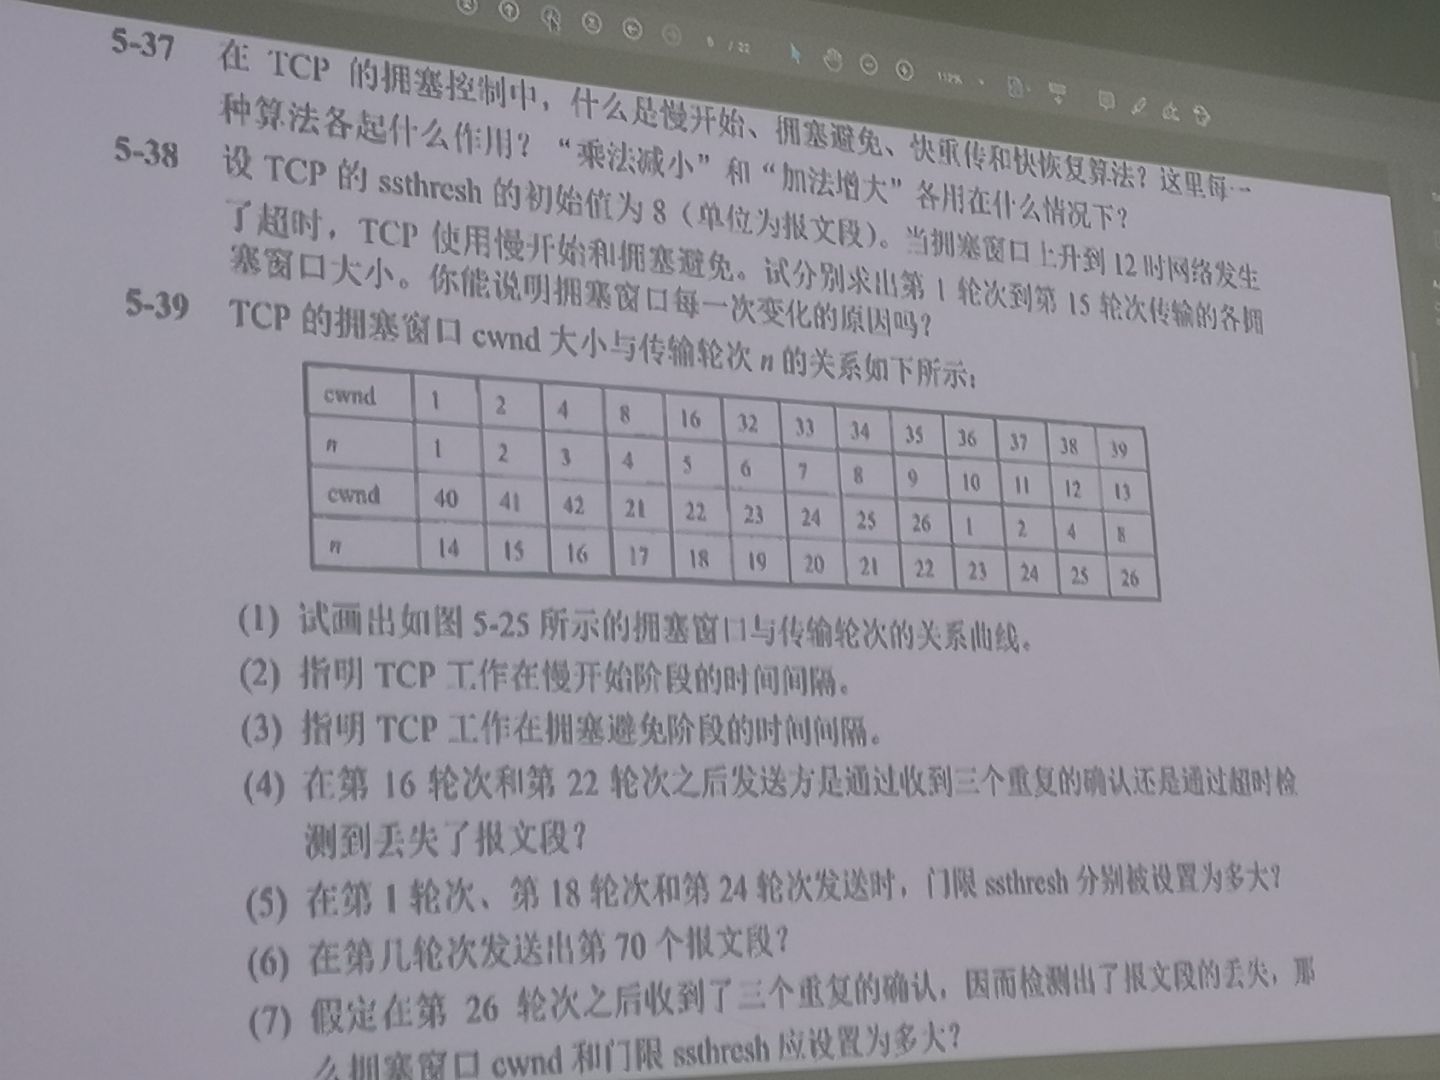 9 / 22 112%
5-37 在 TCP 的拥塞控制中，什么是慢开始、拥塞避免、快重传和快恢复算法？这里每一
种算法各起什么作用？“乘法减小”和“加法增大”各用在什么情况下？
5-38 设 TCP 的 ssthresh 的初始值为 8（单位为报文段）。当拥塞窗口上升到 12 时网络发生
了超时，TCP 使用慢开始和拥塞避免。试分别求出第 1 轮次到第 15 轮次传输的各拥
塞窗口大小。你能说明拥塞窗口每一次变化的原因吗？
5-39 TCP 的拥塞窗口 cwnd 大小与传输轮次 n 的关系如下所示：
cwnd 1 2 4 8 16 32 33 34 35 36 37 38 39
n 1 2 3 4 5 6 7 8 9 10 11 12 13
cwnd 40 41 42 21 22 23 24 25 26 1 2 4 8
n 14 15 16 17 18 19 20 21 22 23 24 25 26
(1) 试画出如图 5-25 所示的拥塞窗口与传输轮次的关系曲线。
(2) 指明 TCP 工作在慢开始阶段的时间间隔。
(3) 指明 TCP 工作在拥塞避免阶段的时间间隔。
(4) 在第 16 轮次和第 22 轮次之后发送方是通过收到三个重复的确认还是通过超时检
测到丢失了报文段？
(5) 在第 1 轮次、第 18 轮次和第 24 轮次发送时，门限 ssthresh 分别被设置为多大？
(6) 在第几轮次发送出第 70 个报文段？
(7) 假定在第 26 轮次之后收到了三个重复的确认，因而检测出了报文段的丢失，那
么拥塞窗口 cwnd 和门限 ssthresh 应设置为多大？